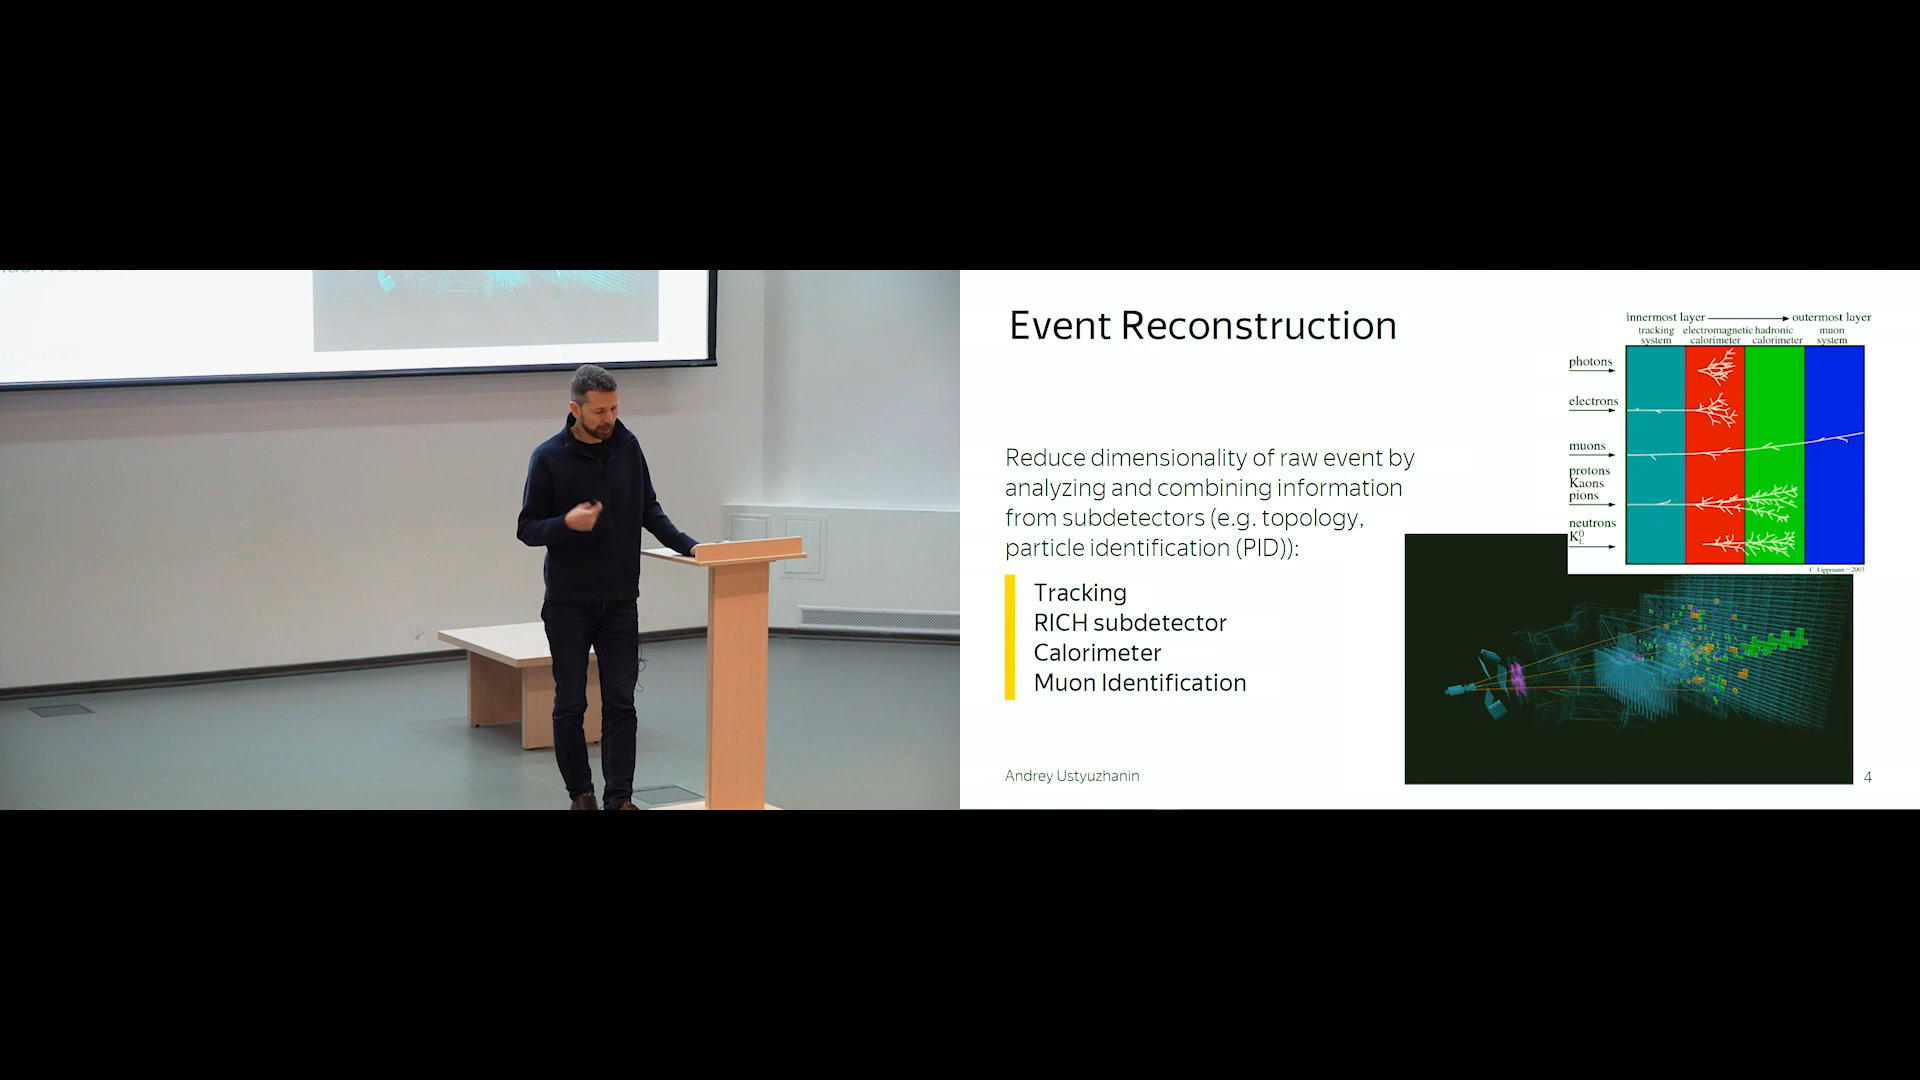 Event Reconstruction
innermost layer outermost layer
tracking system
electromagnetic calorimeter
hadronic calorimeter
muon system
photons
electrons
muons
protons
Kaons
pions
neutrons
K⁰L
C. Lippmann - 2003
Reduce dimensionality of raw event by
analyzing and combining information
from subdetectors (e.g. topology,
particle identification (PID)):
Tracking
RICH subdetector
Calorimeter
Muon Identification
Andrey Ustyuzhanin
4